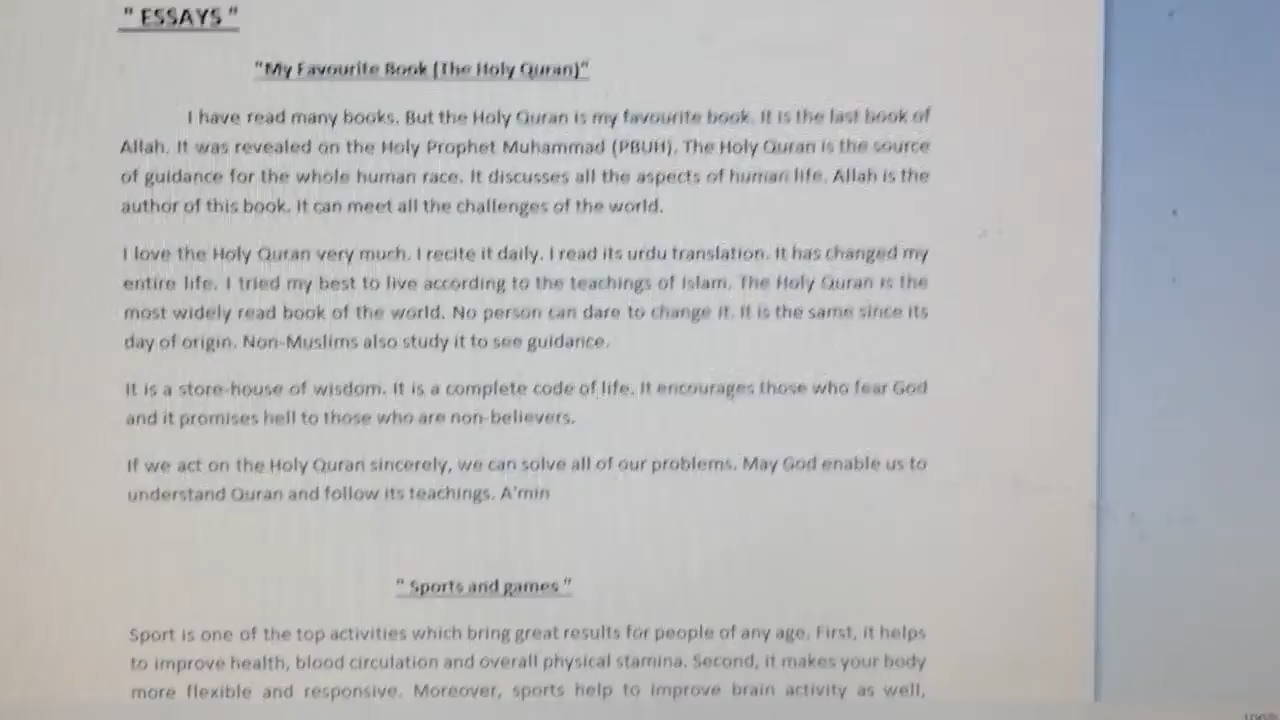 " ESSAYS "
"My Favourite Book (The Holy Quran)"
I have read many books. But the Holy Quran is my favourite book. It is the last book of
Allah. It was revealed on the Holy Prophet Muhammad (PBUH). The Holy Quran is the source
of guidance for the whole human race. It discusses all the aspects of human life. Allah is the
author of this book. It can meet all the challenges of the world.
I love the Holy Quran very much. I recite it daily. I read its urdu translation. It has changed my
entire life. I tried my best to live according to the teachings of Islam. The Holy Quran is the
most widely read book of the world. No person can dare to change it. It is the same since its
day of origin. Non-Muslims also study it to see guidance.
It is a store-house of wisdom. It is a complete code of life. It encourages those who fear God
and it promises hell to those who are non-believers.
If we act on the Holy Quran sincerely, we can solve all of our problems. May God enable us to
understand Quran and follow its teachings. A'min
" Sports and games "
Sport is one of the top activities which bring great results for people of any age. First, it helps
to improve health, blood circulation and overall physical stamina. Second, it makes your body
more flexible and responsive. Moreover, sports help to improve brain activity as well,